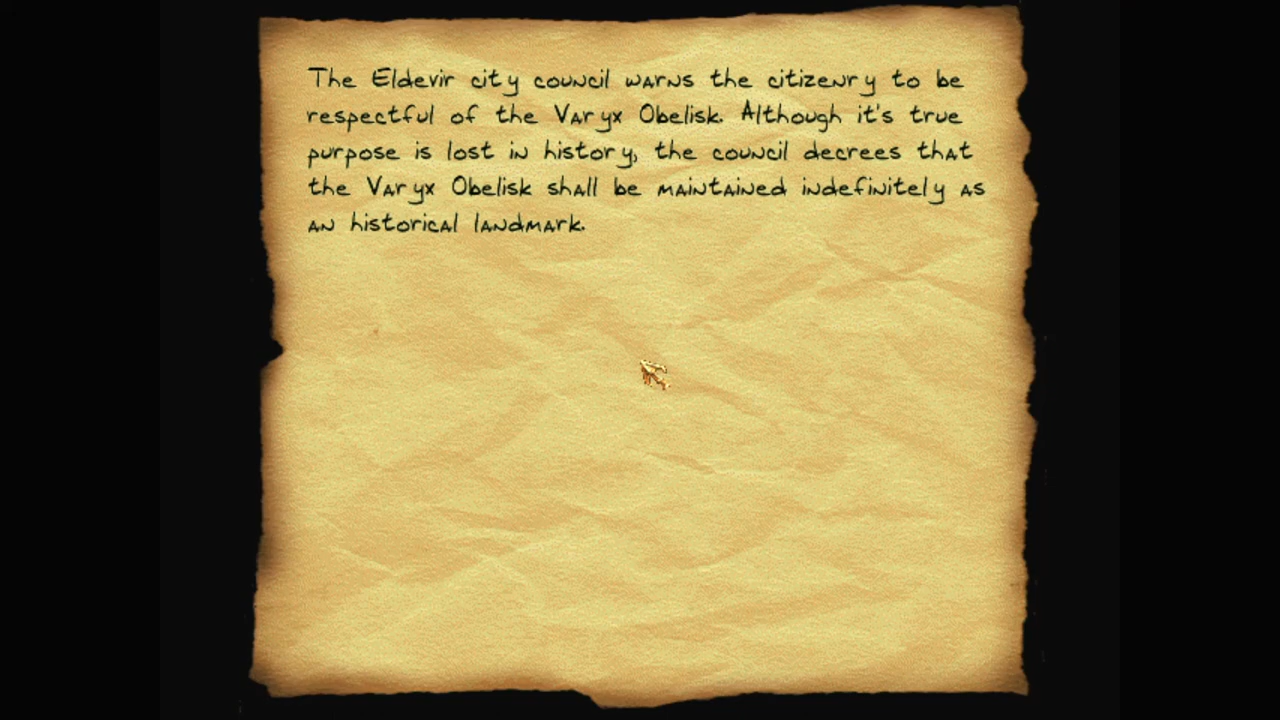 The Eldevir city council warns the citizenry to be
respectful of the Varyx Obelisk. Although it's true
purpose is lost in history, the council decrees that
the Varyx Obelisk shall be maintained indefinitely as
an historical landmark.